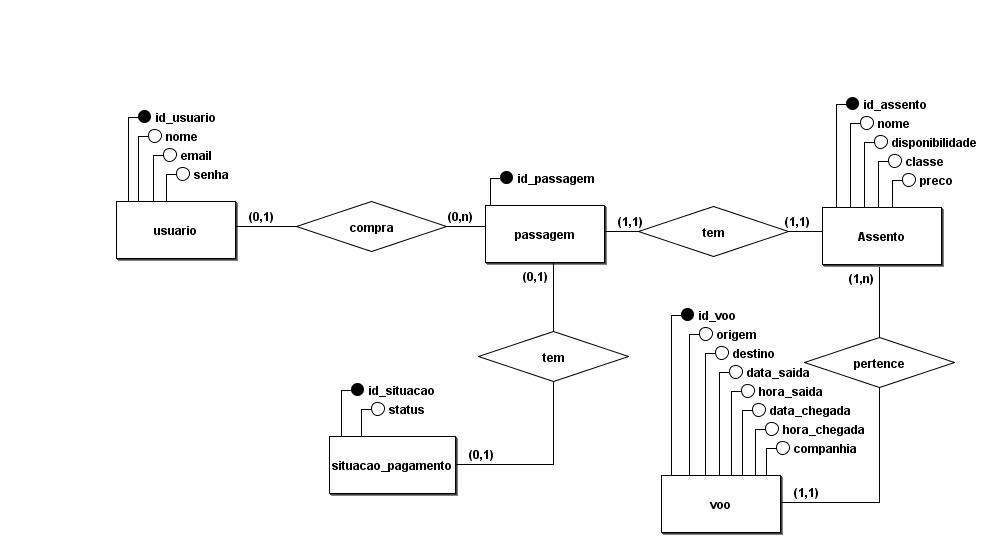 id_usuario
nome
email
senha
usuario
(0,1)
compra
(0,n)
id_passagem
passagem
(1,1)
tem
(1,1)
id_assento
nome
disponibilidade
classe
preco
Assento
(0,1)
tem
(0,1)
id_situacao
status
situacao_pagamento
(1,n)
pertence
(1,1)
id_voo
origem
destino
data_saida
hora_saida
data_chegada
hora_chegada
companhia
voo